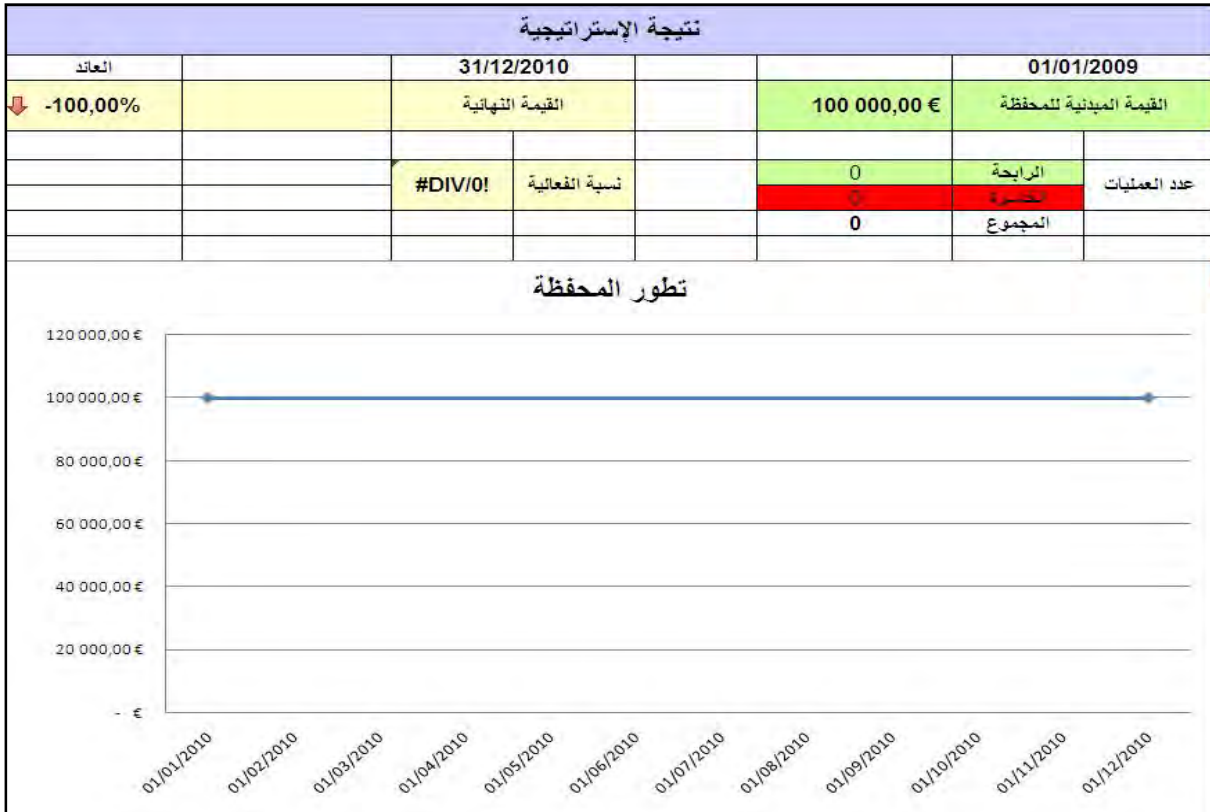 نتيجة الإستراتيجية
01/01/2009 31/12/2010 العائد
القيمة المبدئية للمحفظة 100 000,00 € القيمة النهائية -100,00%
عدد العمليات الرابحة 0 نسبة الفعالية #DIV/0!
الخاسرة 0
المجموع 0
تطور المحفظة
120 000,00 €
100 000,00 €
80 000,00 €
60 000,00 €
40 000,00 €
20 000,00 €
- €
01/01/2010 01/02/2010 01/03/2010 01/04/2010 01/05/2010 01/06/2010 01/07/2010 01/08/2010 01/09/2010 01/10/2010 01/11/2010 01/12/2010